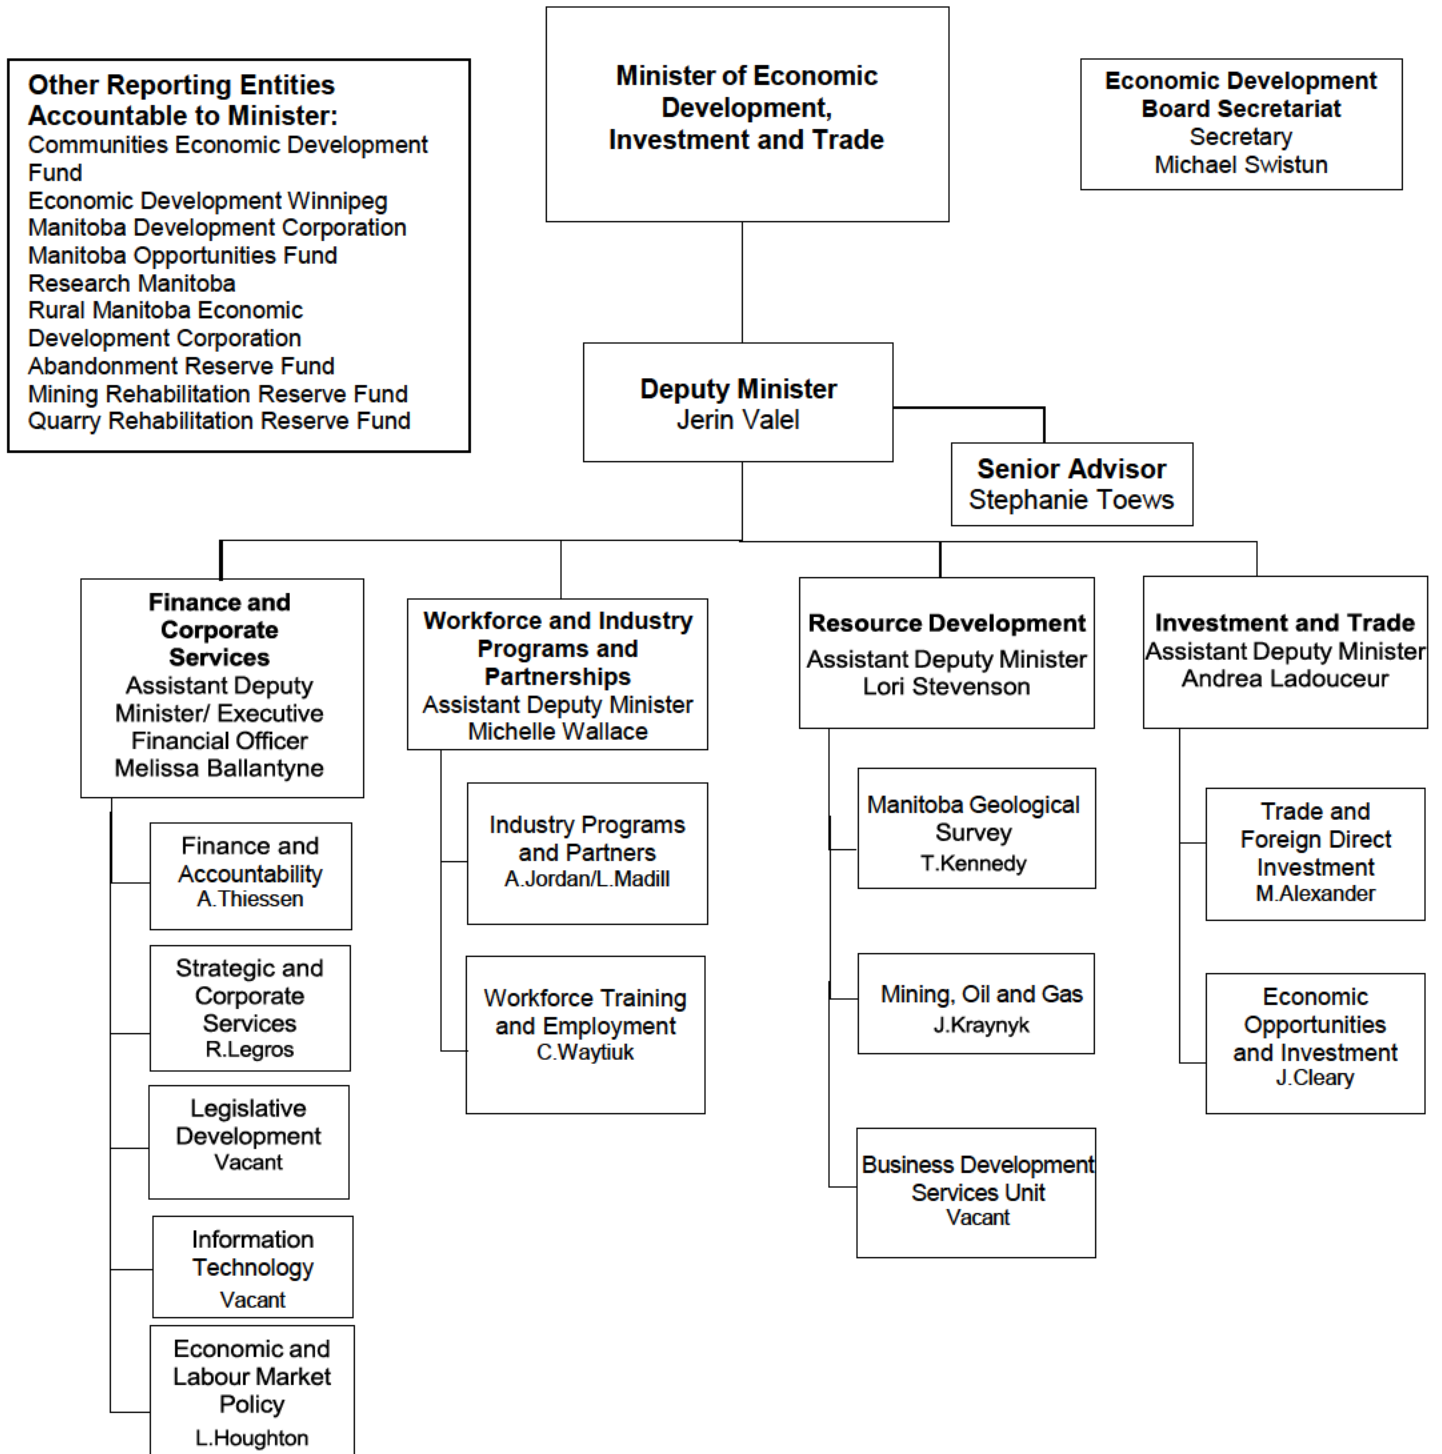 Other Reporting Entities
Accountable to Minister:
Communities Economic Development
Fund
Economic Development Winnipeg
Manitoba Development Corporation
Manitoba Opportunities Fund
Research Manitoba
Rural Manitoba Economic
Development Corporation
Abandonment Reserve Fund
Mining Rehabilitation Reserve Fund
Quarry Rehabilitation Reserve Fund
Minister of Economic
Development,
Investment and Trade
Economic Development
Board Secretariat
Secretary
Michael Swistun
Deputy Minister
Jerin Valel
Senior Advisor
Stephanie Toews
Finance and
Corporate
Services
Assistant Deputy
Minister/ Executive
Financial Officer
Melissa Ballantyne
Finance and
Accountability
A.Thiessen
Strategic and
Corporate
Services
R.Legros
Legislative
Development
Vacant
Information
Technology
Vacant
Economic and
Labour Market
Policy
L.Houghton
Workforce and Industry
Programs and
Partnerships
Assistant Deputy Minister
Michelle Wallace
Industry Programs
and Partners
A.Jordan/L.Madill
Workforce Training
and Employment
C.Waytiuk
Resource Development
Assistant Deputy Minister
Lori Stevenson
Manitoba Geological
Survey
T.Kennedy
Mining, Oil and Gas
J.Kraynyk
Business Development
Services Unit
Vacant
Investment and Trade
Assistant Deputy Minister
Andrea Ladouceur
Trade and
Foreign Direct
Investment
M.Alexander
Economic
Opportunities
and Investment
J.Cleary